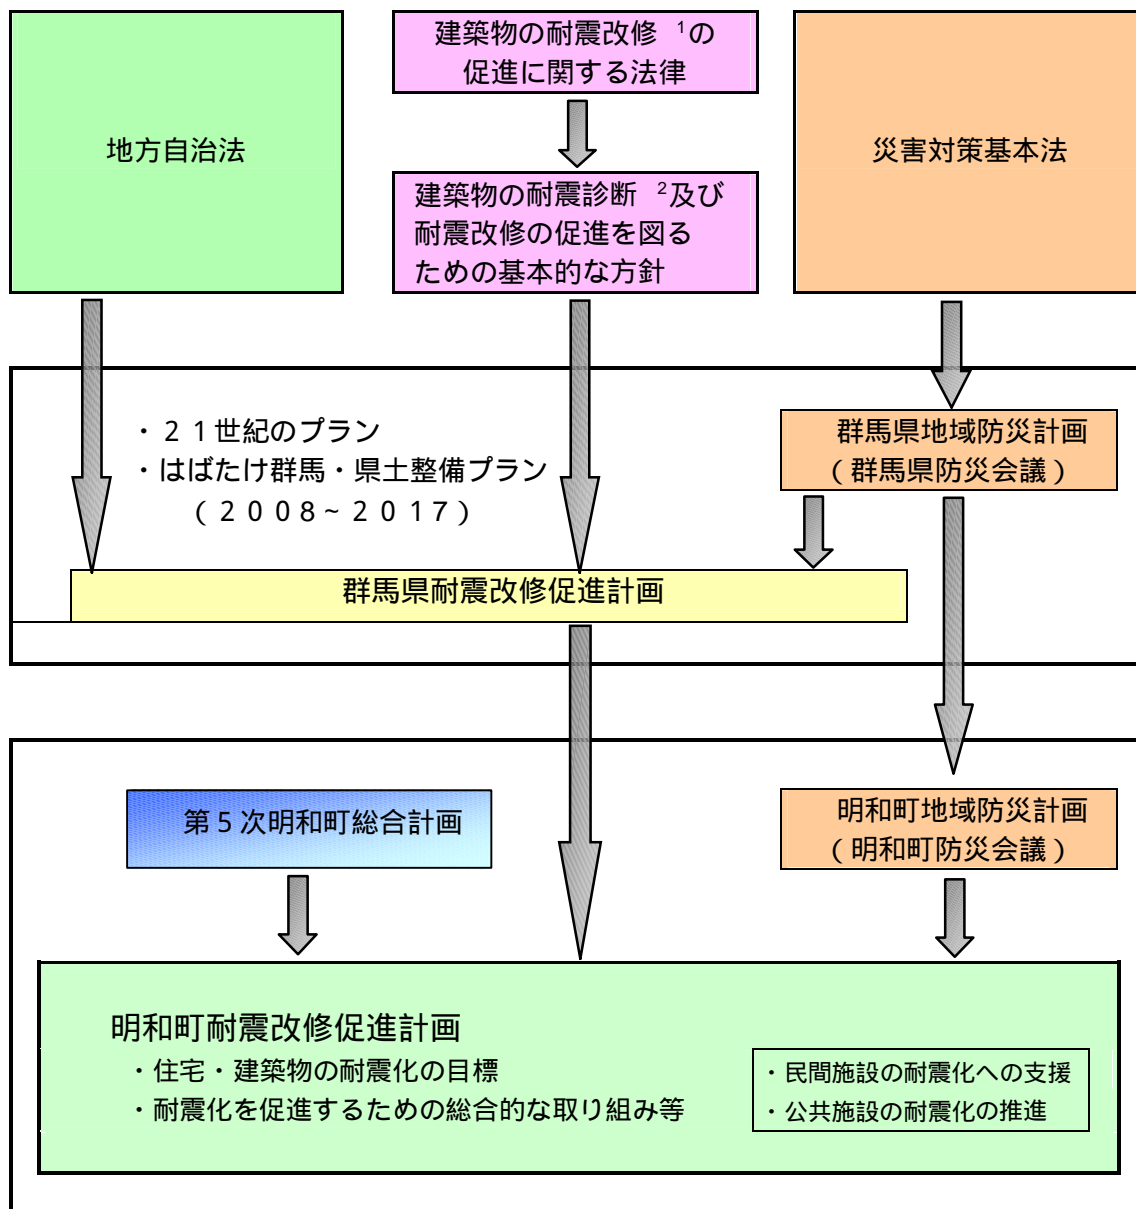 地方自治法
建築物の耐震改修 ¹の
促進に関する法律
建築物の耐震診断 ²及び
耐震改修の促進を図る
ための基本的な方針
災害対策基本法
・２１世紀のプラン
・はばたけ群馬・県土整備プラン
(２００８~２０１７)
群馬県地域防災計画
(群馬県防災会議)
群馬県耐震改修促進計画
第５次明和町総合計画
明和町地域防災計画
(明和町防災会議)
明和町耐震改修促進計画
・住宅・建築物の耐震化の目標
・耐震化を促進するための総合的な取り組み等
・民間施設の耐震化への支援
・公共施設の耐震化の推進